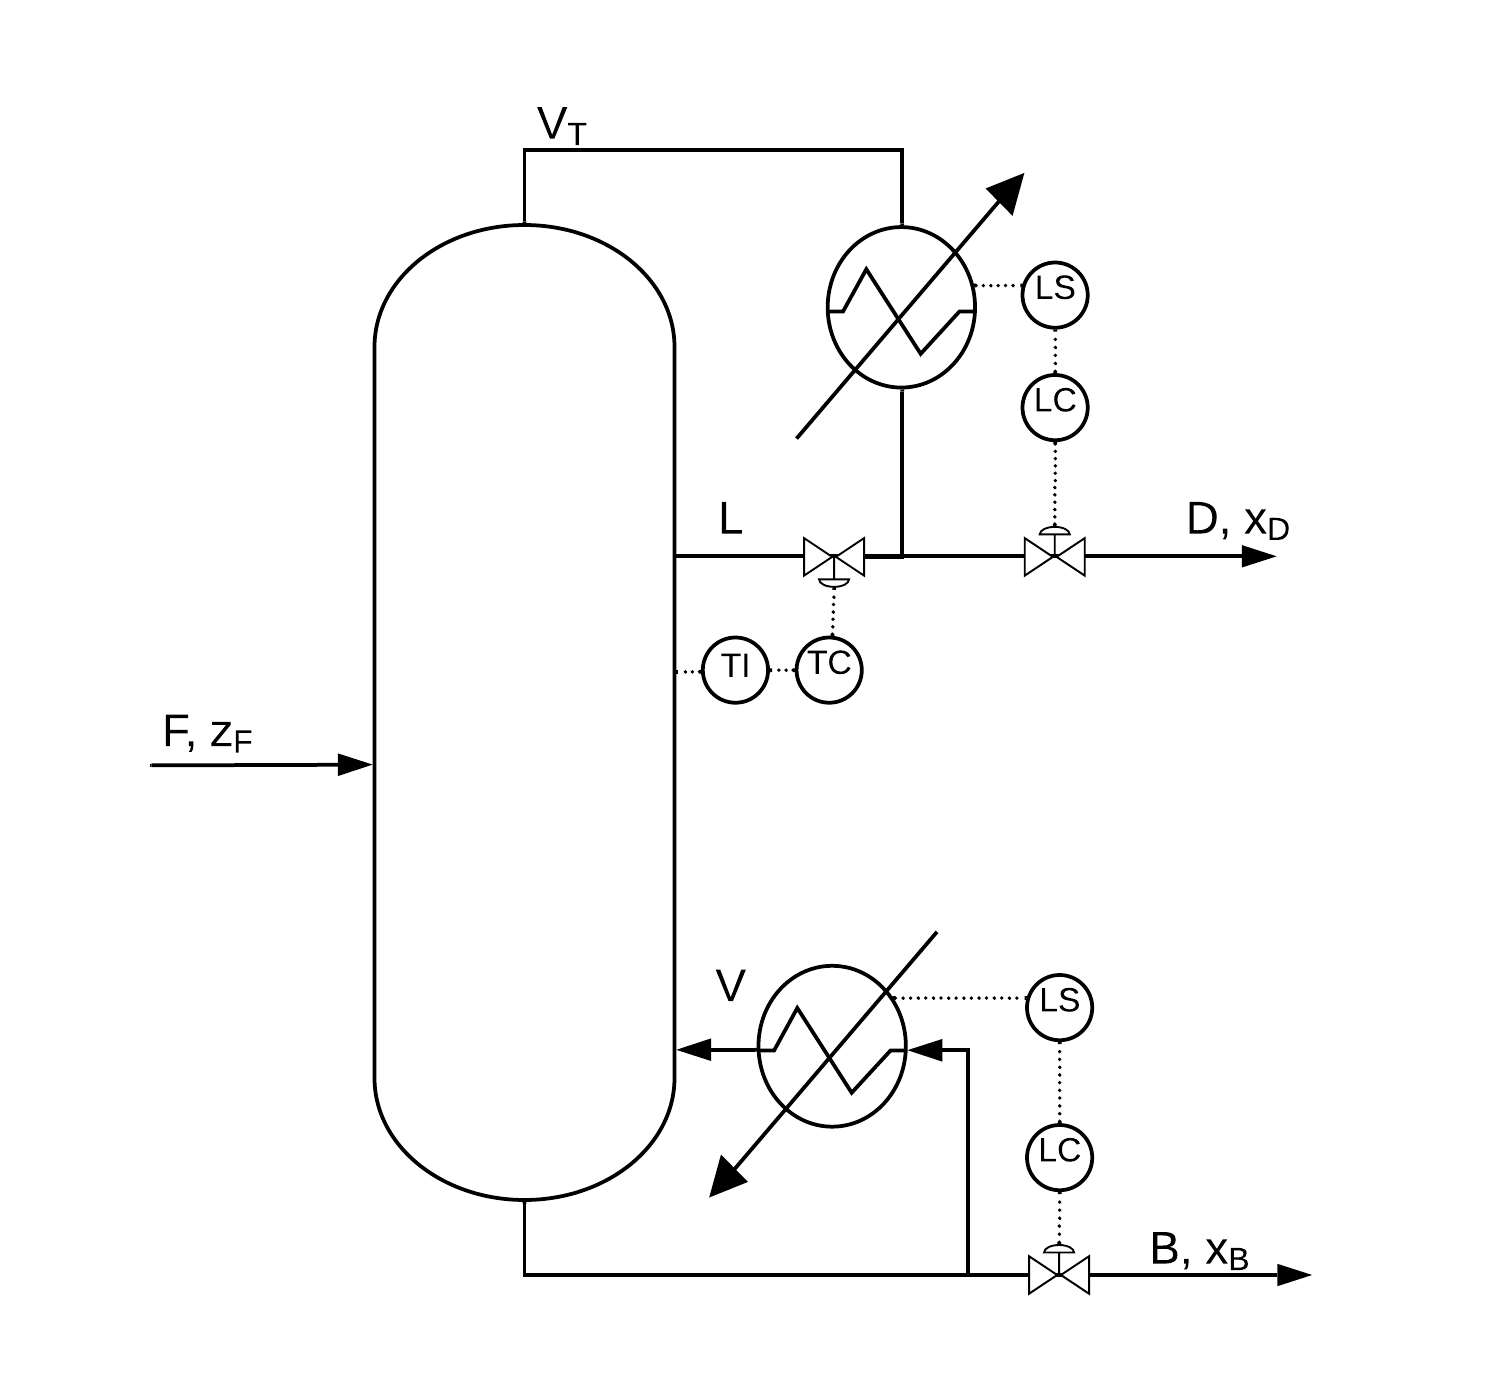 V_T
LS
LC
L
D, x_D
TI
TC
F, z_F
V
LS
LC
B, x_B